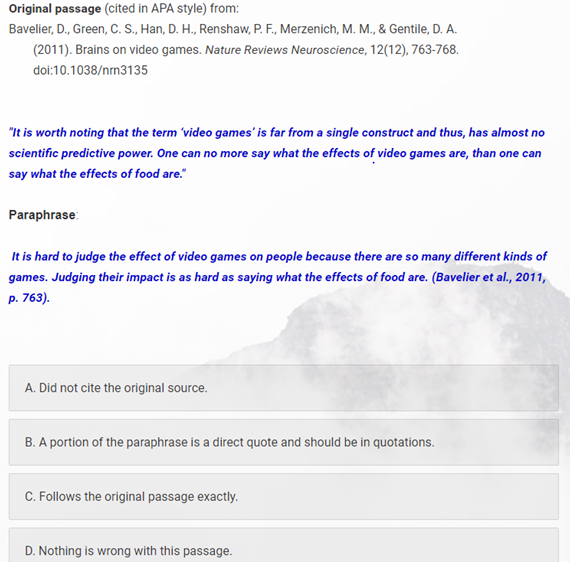 Original passage (cited in APA style) from:
Bavelier, D., Green, C. S., Han, D. H., Renshaw, P. F., Merzenich, M. M., & Gentile, D. A.
(2011). Brains on video games. Nature Reviews Neuroscience, 12(12), 763-768.
doi:10.1038/nrn3135
"It is worth noting that the term ‘video games’ is far from a single construct and thus, has almost no
scientific predictive power. One can no more say what the effects of video games are, than one can
say what the effects of food are."
Paraphrase:
It is hard to judge the effect of video games on people because there are so many different kinds of
games. Judging their impact is as hard as saying what the effects of food are. (Bavelier et al., 2011,
p. 763).
A. Did not cite the original source.
B. A portion of the paraphrase is a direct quote and should be in quotations.
C. Follows the original passage exactly.
D. Nothing is wrong with this passage.